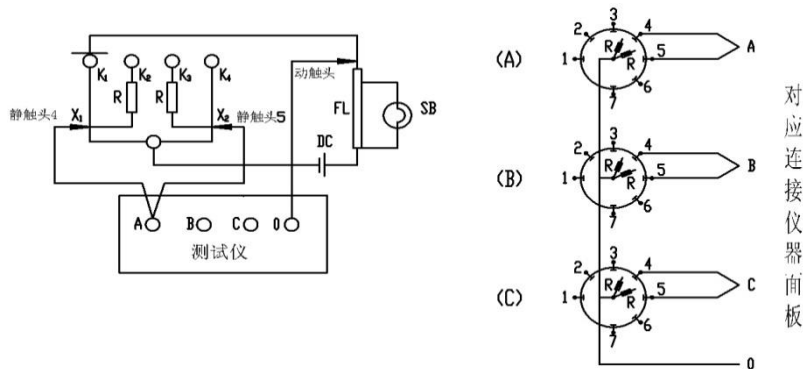 K₁ K₂ K₃ K₄
R R
静触头4 X₁ X₂ 静触头5
动触头
FL SB
DC
A B C 0
测试仪
(A) 1 2 3 4 5 6 7 R R A
(B) 1 2 3 4 5 6 7 R R B
(C) 1 2 3 4 5 6 7 R R C
0
对应连接仪器面板